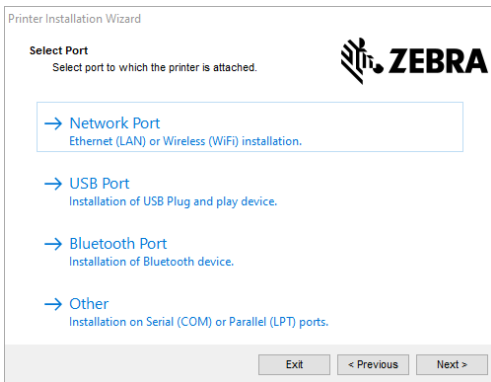 Printer Installation Wizard
Select Port
Select port to which the printer is attached.
ZEBRA
Network Port
Ethernet (LAN) or Wireless (WiFi) installation.
USB Port
Installation of USB Plug and play device.
Bluetooth Port
Installation of Bluetooth device.
Other
Installation on Serial (COM) or Parallel (LPT) ports.
Exit < Previous Next >